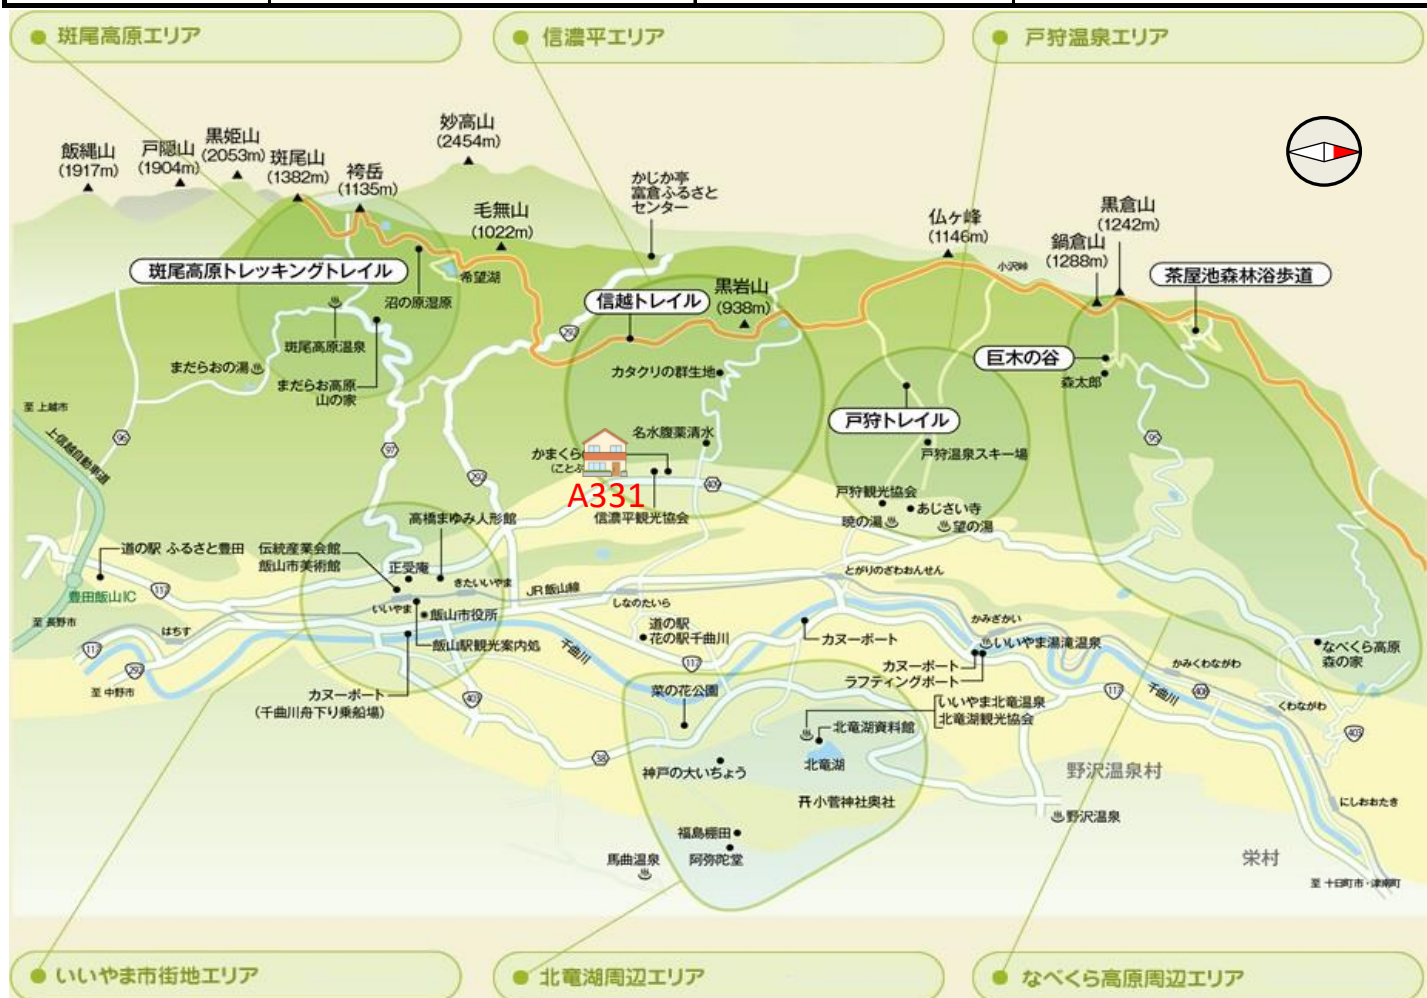 斑尾高原エリア
信濃平エリア
戸狩温泉エリア
飯縄山
(1917m)
戸隠山
(1904m)
黒姫山
(2053m)
斑尾山
(1382m)
袴岳
(1135m)
妙高山
(2454m)
毛無山
(1022m)
かじか亭
富倉ふるさと
センター
仏ヶ峰
(1146m)
小沢峠
鍋倉山
(1288m)
黒倉山
(1242m)
茶屋池森林浴歩道
斑尾高原トレッキングトレイル
沼の原湿原
希望湖
信越トレイル
黒岩山
(938m)
292
斑尾高原温泉
まだらおの湯
まだらお高原
山の家
カタクリの群生地
巨木の谷
森太郎
戸狩トレイル
戸狩温泉スキー場
至 上越市
上信越自動車道
96
97
292
95
名水腹薬清水
かまくら
(ことぶ
A331
409
信濃平観光協会
高橋まゆみ人形館
戸狩観光協会
あじさい寺
暁の湯
望の湯
道の駅 ふるさと豊田
伝統産業会館
飯山市美術館
正受庵
きたいいやま
JR飯山線
とがりのざわおんせん
豊田飯山IC
117
いいやま
飯山市役所
しなのたいら
至 長野市
はちす
飯山駅観光案内処
千曲川
道の駅
花の駅千曲川
カヌーポート
かみざかい
いいやま湯滝温泉
なべくら高原
森の家
117
292
至 中野市
カヌーポート
(千曲川舟下り乗船場)
403
117
菜の花公園
カヌーポート
ラフティングポート
かみくわながわ
千曲川
408
117
くわながわ
403
いいやま北竜温泉
北竜湖観光協会
北竜湖資料館
38
神戸の大いちょう
北竜湖
野沢温泉村
小菅神社奥社
野沢温泉
にしおおたき
福島棚田
阿弥陀堂
馬曲温泉
栄村
至 十日町市・津南町
いいやま市街地エリア
北竜湖周辺エリア
なべくら高原周辺エリア